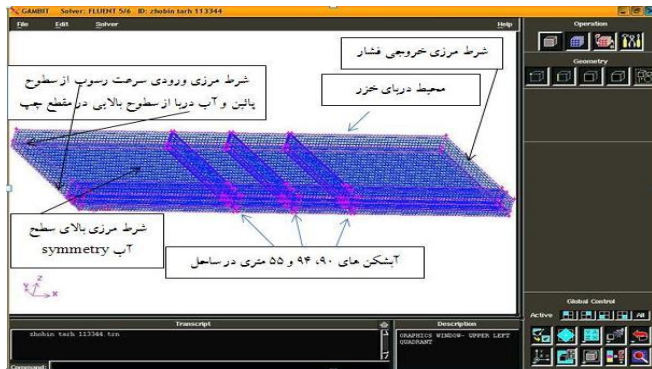 GAMBIT Solver: FLUENT 5/6 ID: zhobin tarh 113344
File Edit Solver Help
Operation
Geometry
شرط مرزی خروجی فشار
محیط دریای خزر
شرط مرزی ورودی سرعت رسوب از سطوح
پائین و آب دریا از سطوح بالایی در مقطع چپ
شرط مرزی بالای سطح
آب symmetry
آبشکن های ۹۰، ۹۴ و ۵۵ متری در ساحل
Z
Y X
Global Control
Active All
Transcript
zhobin tarh 113344.trn
Command:
Description
GRAPHICS WINDOW- UPPER LEFT
QUADRANT